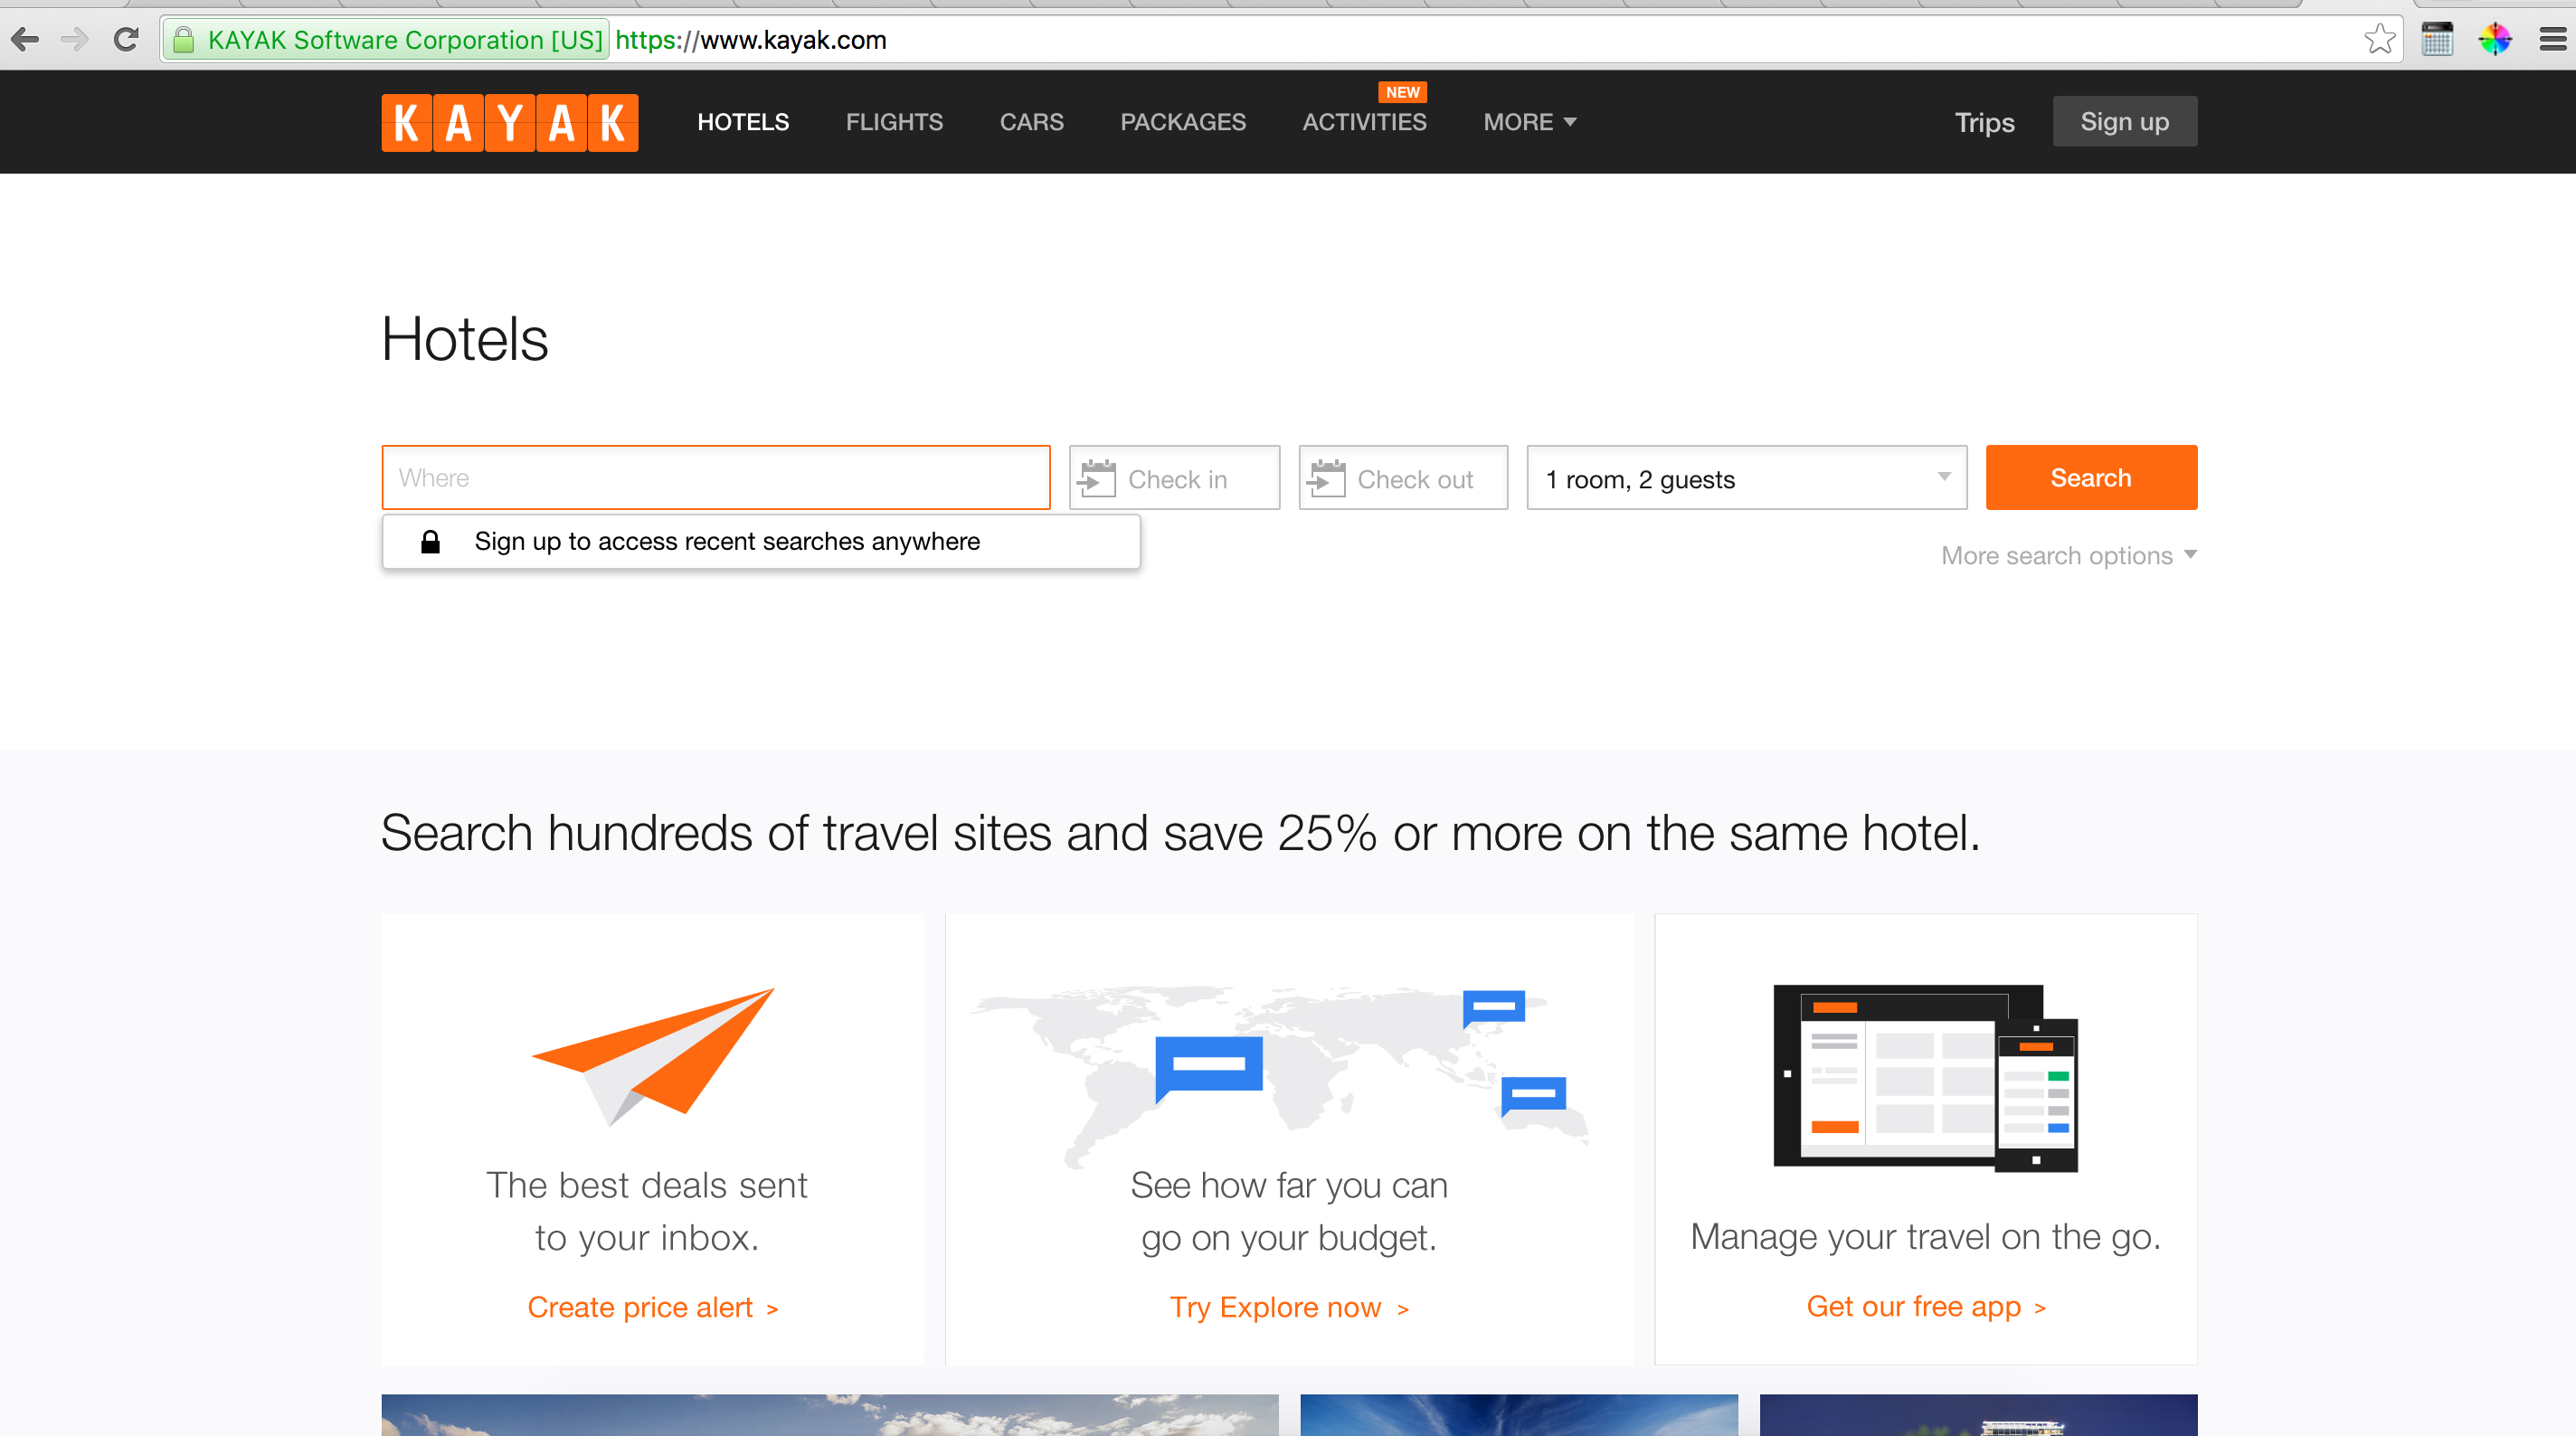 KAYAK Software Corporation [US] https://www.kayak.com
NEW
KAYAK HOTELS FLIGHTS CARS PACKAGES ACTIVITIES MORE Trips Sign up
Hotels
Where Check in Check out 1 room, 2 guests Search
Sign up to access recent searches anywhere
More search options
Search hundreds of travel sites and save 25% or more on the same hotel.
The best deals sent
to your inbox.
Create price alert >
See how far you can
go on your budget.
Try Explore now >
Manage your travel on the go.
Get our free app >